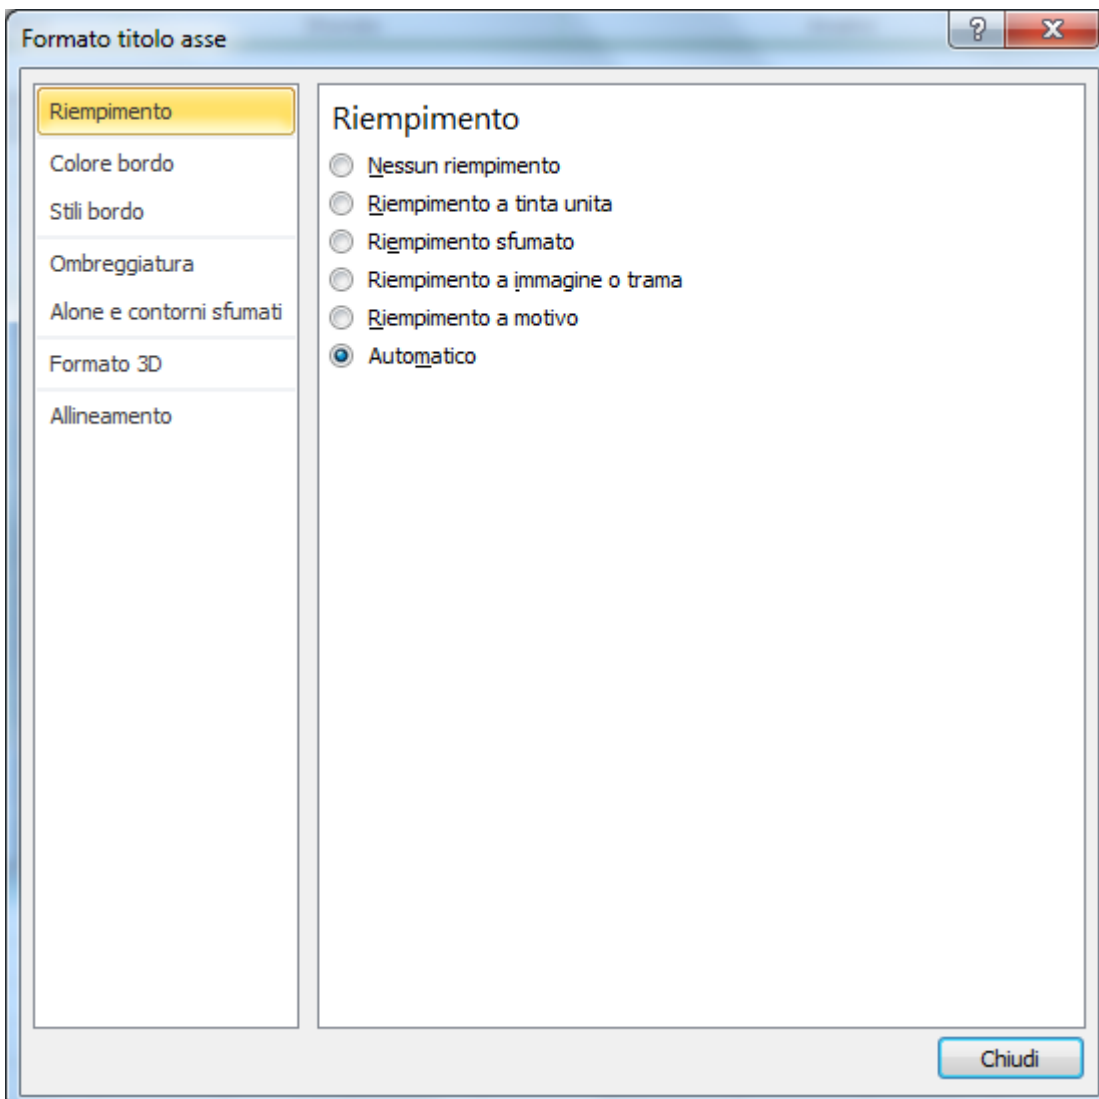 Formato titolo asse
Riempimento
Colore bordo
Stili bordo
Ombreggiatura
Alone e contorni sfumati
Formato 3D
Allineamento
Riempimento
Nessun riempimento
Riempimento a tinta unita
Riempimento sfumato
Riempimento a immagine o trama
Riempimento a motivo
Automatico
Chiudi